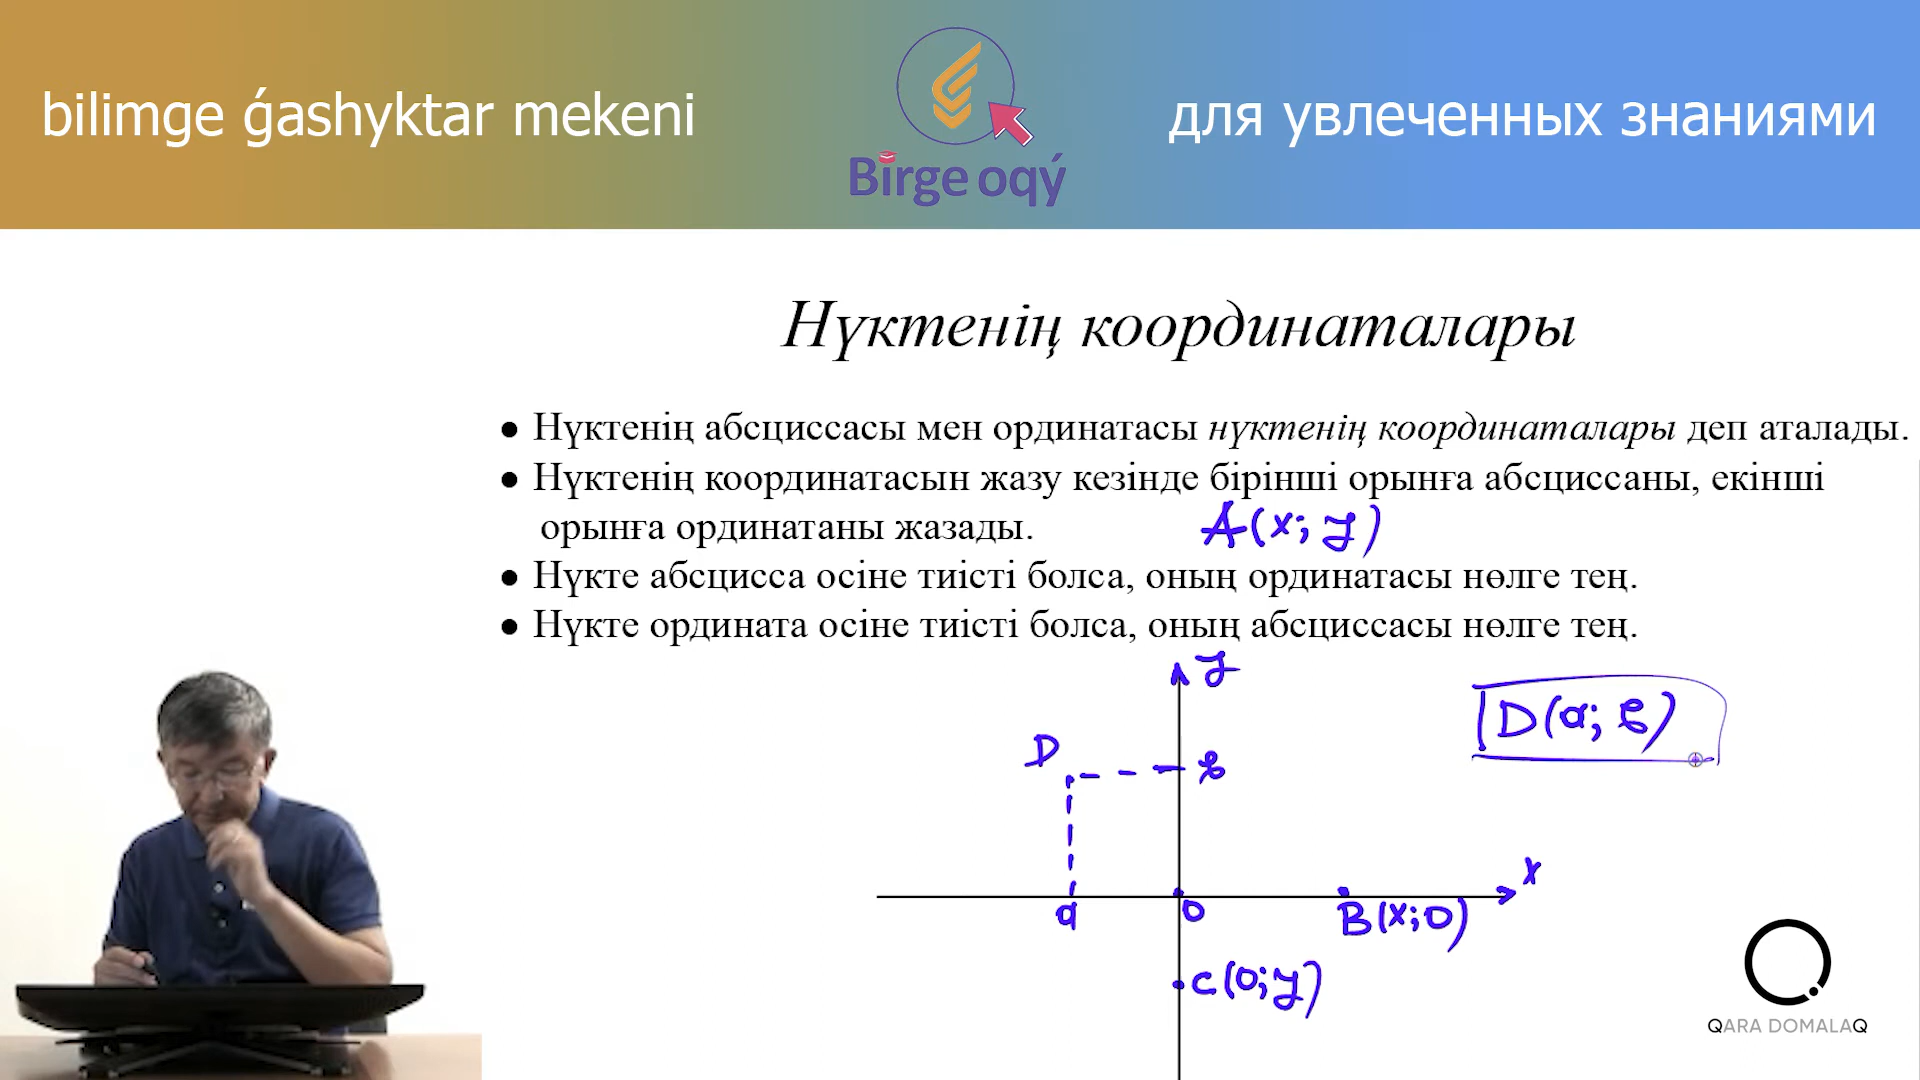 bilimge ǵashyktar mekeni
Birge oqý
для увлеченных знаниями
Нүктенің координаталары
● Нүктенің абсциссасы мен ординатасы нүктенің координаталары деп аталады.
● Нүктенің координатасын жазу кезінде бірінші орынға абсциссаны, екінші
орынға ординатаны жазады.
A(x; y)
● Нүкте абсцисса осіне тиісті болса, оның ординатасы нөлге тең.
● Нүкте ордината осіне тиісті болса, оның абсциссасы нөлге тең.
y
D(a; b)
D
b
x
a
0
B(x; 0)
C(0; y)
QARA DOMALAQ